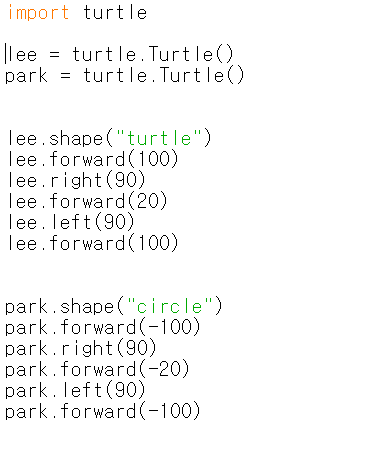 import turtle
lee = turtle.Turtle()
park = turtle.Turtle()
lee.shape("turtle")
lee.forward(100)
lee.right(90)
lee.forward(20)
lee.left(90)
lee.forward(100)
park.shape("circle")
park.forward(-100)
park.right(90)
park.forward(-20)
park.left(90)
park.forward(-100)